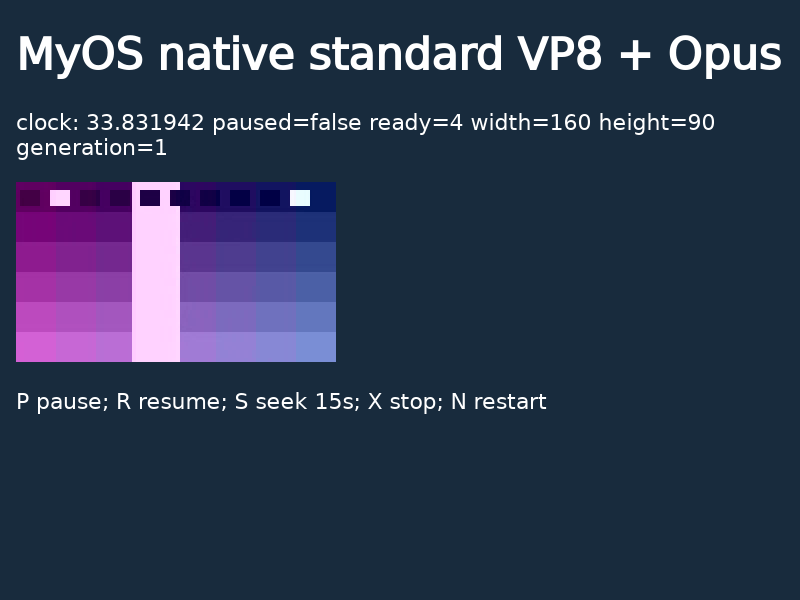 MyOS native standard VP8 + Opus
clock: 33.831942 paused=false ready=4 width=160 height=90
generation=1
P pause; R resume; S seek 15s; X stop; N restart